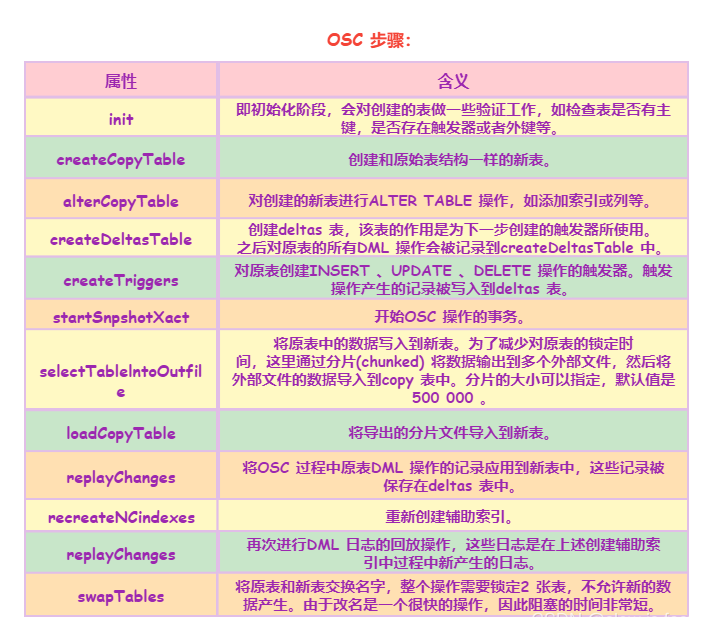 OSC 步骤：
属性
含义
init
即初始化阶段，会对创建的表做一些验证工作，如检查表是否有主
键，是否存在触发器或者外键等。
createCopyTable
创建和原始表结构一样的新表。
alterCopyTable
对创建的新表进行ALTER TABLE 操作，如添加索引或列等。
createDeltasTable
创建deltas 表，该表的作用是为下一步创建的触发器所使用。
之后对原表的所有DML 操作会被记录到createDeltasTable 中。
createTriggers
对原表创建INSERT 、UPDATE 、DELETE 操作的触发器。触发
操作产生的记录被写入到deltas 表。
startSnpshotXact
开始OSC 操作的事务。
selectTablelntoOutfil
e
将原表中的数据写入到新表。为了减少对原表的锁定时
间，这里通过分片(chunked) 将数据输出到多个外部文件，然后将
外部文件的数据导入到copy 表中。分片的大小可以指定，默认值是
500 000 。
loadCopyTable
将导出的分片文件导入到新表。
replayChanges
将OSC 过程中原表DML 操作的记录应用到新表中，这些记录被
保存在deltas 表中。
recreateNCindexes
重新创建辅助索引。
replayChanges
再次进行DML 日志的回放操作，这些日志是在上述创建辅助索
引中过程中新产生的日志。
swapTables
将原表和新表交换名字，整个操作需要锁定2 张表，不允许新的数
据产生。由于改名是一个很快的操作，因此阻塞的时间非常短。